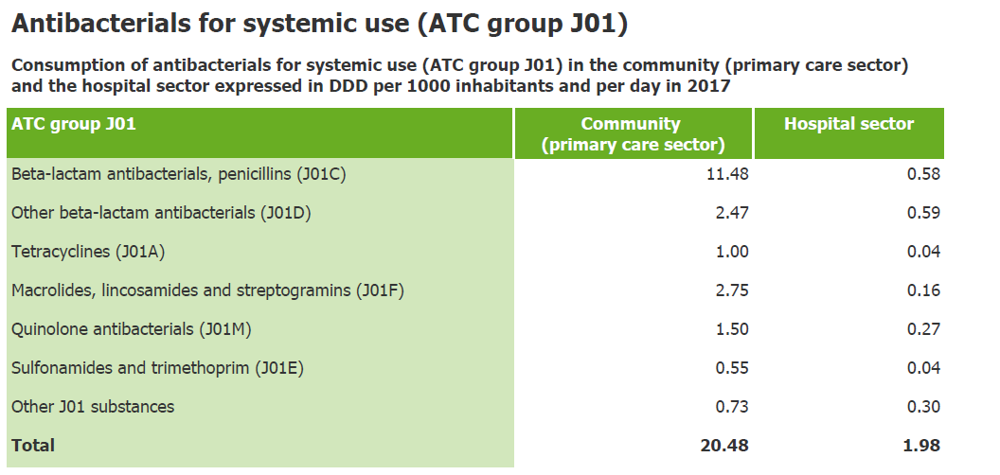 Antibacterials for systemic use (ATC group J01)
Consumption of antibacterials for systemic use (ATC group J01) in the community (primary care sector)
and the hospital sector expressed in DDD per 1000 inhabitants and per day in 2017
ATC group J01 Community Hospital sector
(primary care sector)
Beta-lactam antibacterials, penicillins (J01C) 11.48 0.58
Other beta-lactam antibacterials (J01D) 2.47 0.59
Tetracyclines (J01A) 1.00 0.04
Macrolides, lincosamides and streptogramins (J01F) 2.75 0.16
Quinolone antibacterials (J01M) 1.50 0.27
Sulfonamides and trimethoprim (J01E) 0.55 0.04
Other J01 substances 0.73 0.30
Total 20.48 1.98